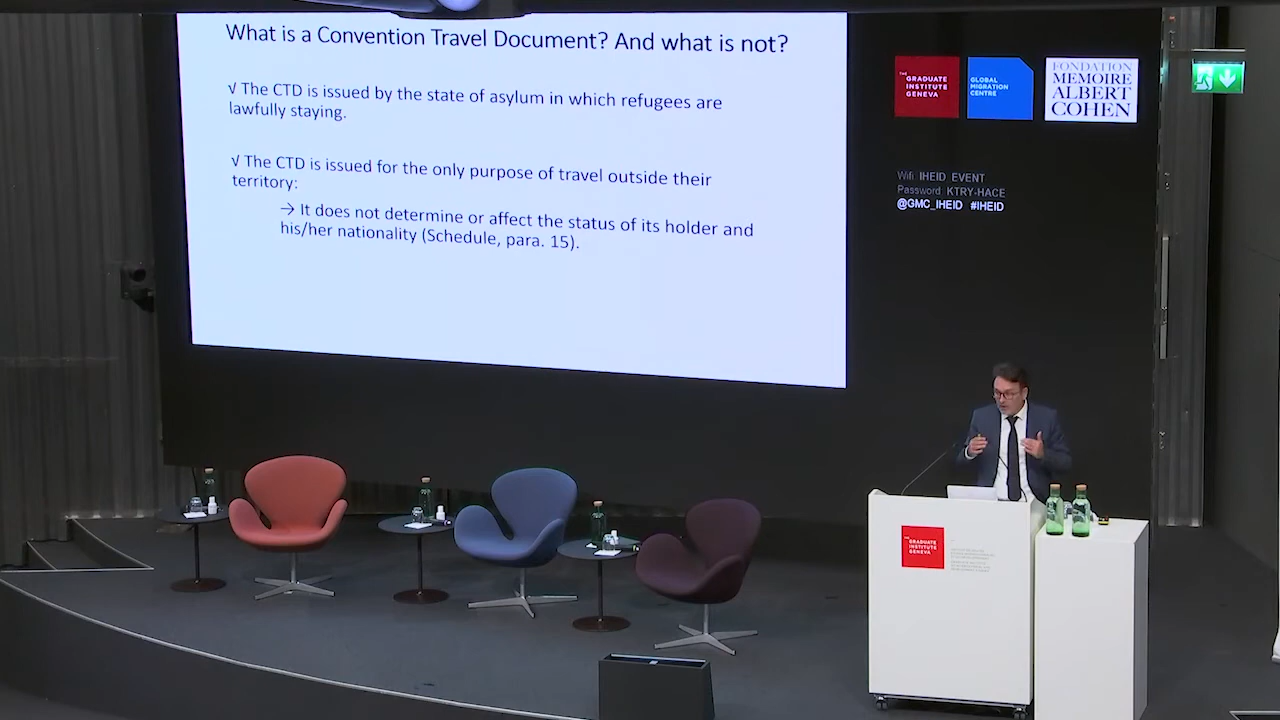 What is a Convention Travel Document? And what is not?
√ The CTD is issued by the state of asylum in which refugees are
lawfully staying.
√ The CTD is issued for the only purpose of travel outside their
territory:
→ It does not determine or affect the status of its holder and
his/her nationality (Schedule, para. 15).
THE
GRADUATE
INSTITUTE
GENEVA
GLOBAL
MIGRATION
CENTRE
FONDATION
MEMOIRE
ALBERT
COHEN
Wifi IHEID_EVENT
Password KTRY-HACE
@GMC_IHEID #IHEID
THE
GRADUATE
INSTITUTE
GENEVA